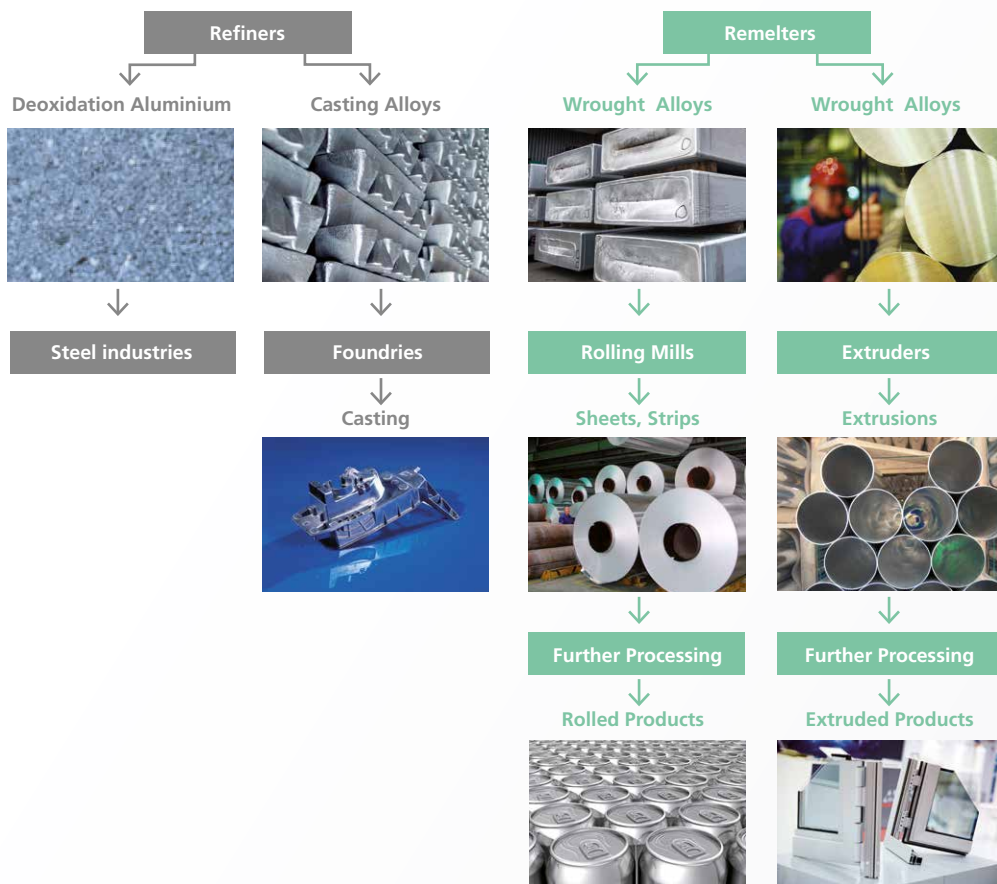 Refiners
Remelters
Deoxidation Aluminium
Casting Alloys
Wrought Alloys
Wrought Alloys
Steel industries
Foundries
Rolling Mills
Extruders
Casting
Sheets, Strips
Extrusions
Further Processing
Further Processing
Rolled Products
Extruded Products